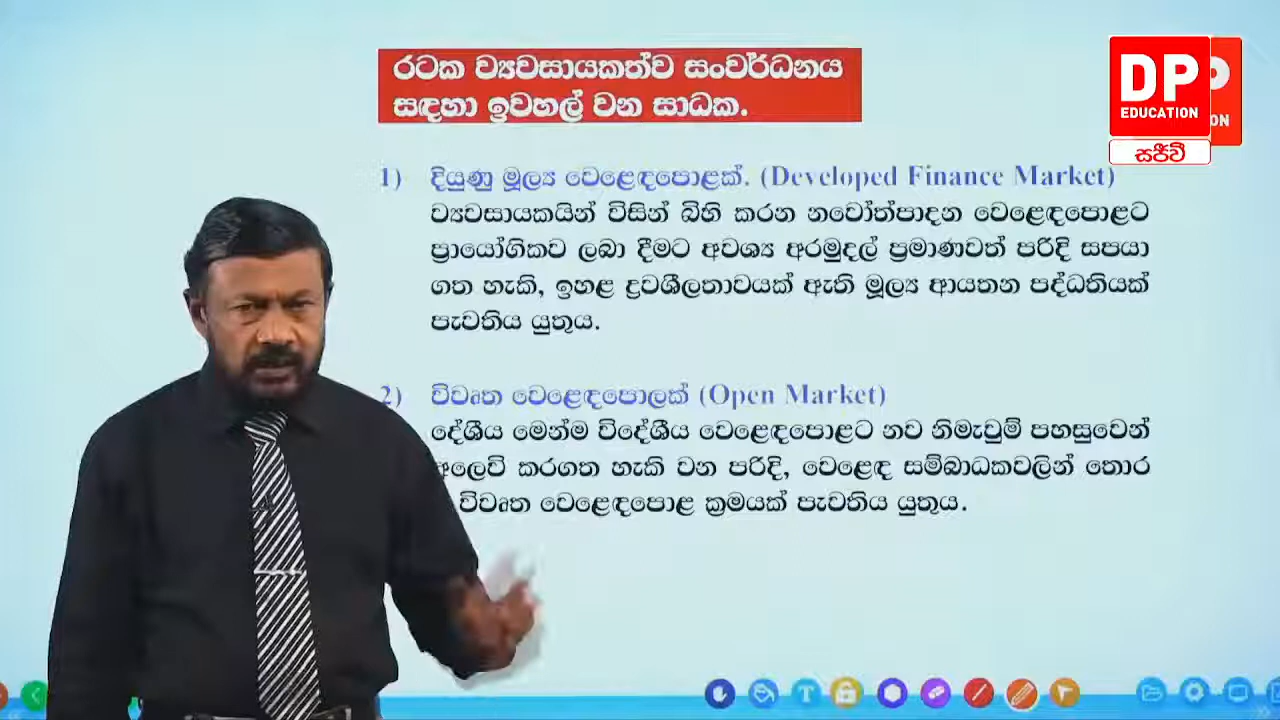 රටක ව්‍යවසායකත්ව සංවර්ධනය
සඳහා ඉවහල් වන සාධක.
DP
EDUCATION
සජීවී
1) දියුණු මූල්‍ය වෙළෙඳපොළක්. (Developed Finance Market)
ව්‍යවසායකයින් විසින් බිහි කරන නවෝත්පාදන වෙළෙඳපොළට
ප්‍රායෝගිකව ලබා දීමට අවශ්‍ය අරමුදල් ප්‍රමාණවත් පරිදි සපයා
ගත හැකි, ඉහළ ද්‍රවශීලතාවයක් ඇති මූල්‍ය ආයතන පද්ධතියක්
පැවතිය යුතුය.
2) විවෘත වෙළෙඳපොලක් (Open Market)
දේශීය මෙන්ම විදේශීය වෙළෙඳපොළට නව නිමැවුම් පහසුවෙන්
අලෙවි කරගත හැකි වන පරිදි, වෙළෙඳ සම්බාධකවලින් තොර
විවෘත වෙළෙඳපොළ ක්‍රමයක් පැවතිය යුතුය.